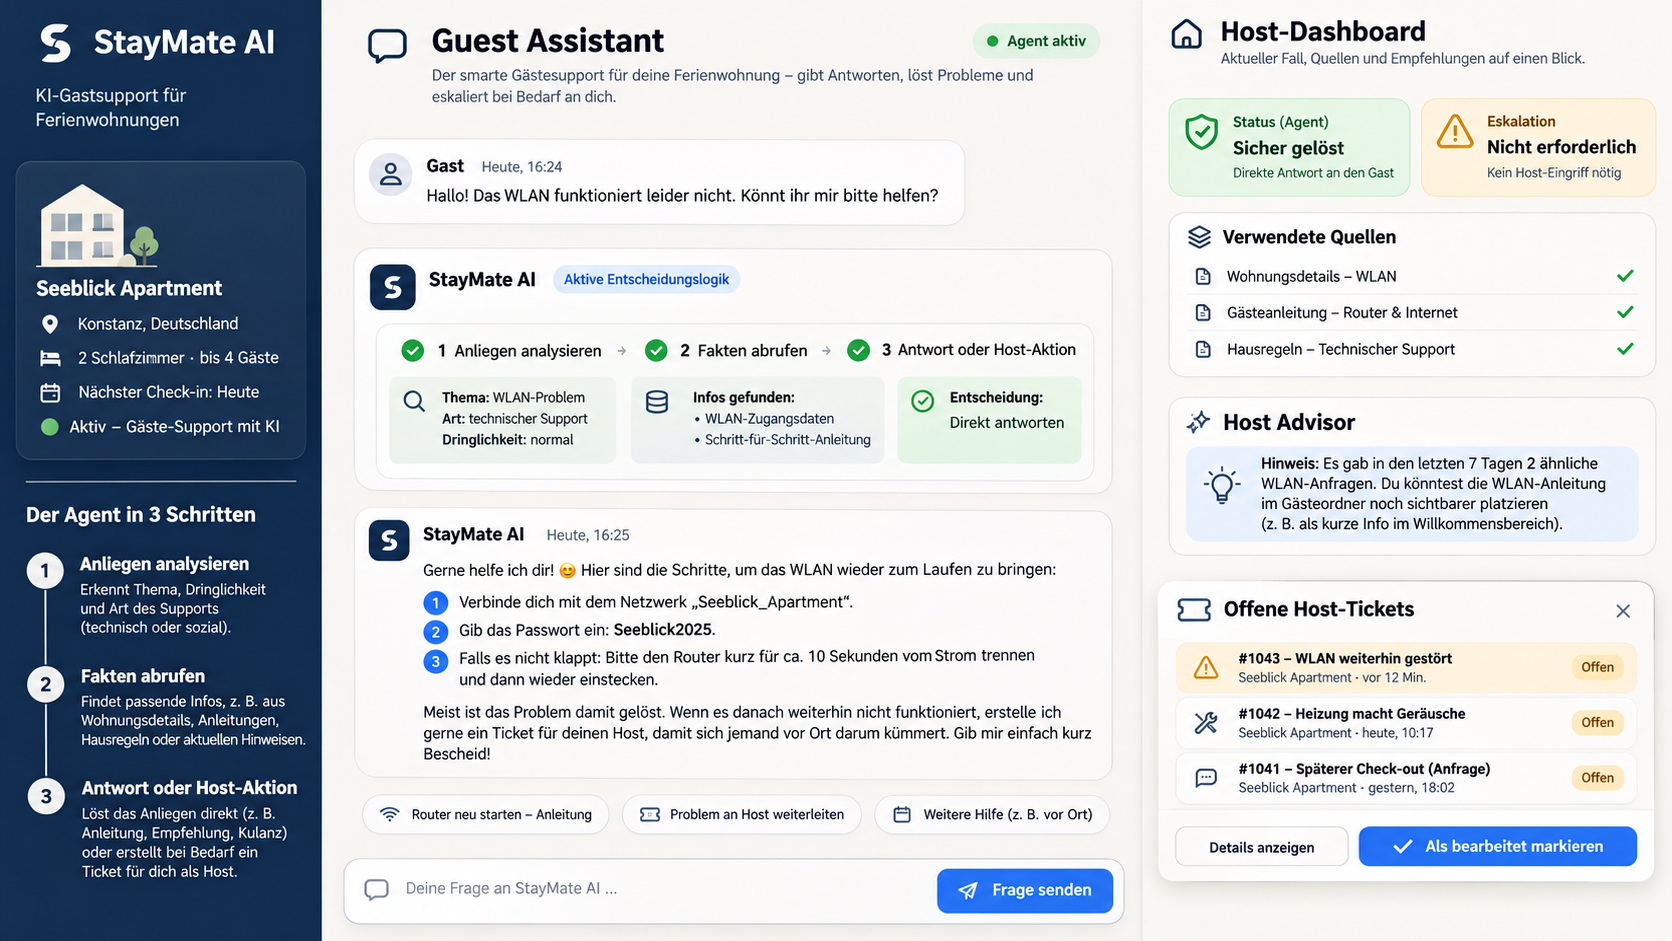 StayMate AI
KI-Gastsupport für
Ferienwohnungen
Seeblick Apartment
Konstanz, Deutschland
2 Schlafzimmer · bis 4 Gäste
Nächster Check-in: Heute
Aktiv – Gäste-Support mit KI
Der Agent in 3 Schritten
1
Anliegen analysieren
Erkennt Thema, Dringlichkeit
und Art des Supports
(technisch oder sozial).
2
Fakten abrufen
Findet passende Infos, z. B. aus
Wohnungsdetails, Anleitungen,
Hausregeln oder aktuellen Hinweisen.
3
Antwort oder Host-Aktion
Löst das Anliegen direkt (z. B.
Anleitung, Empfehlung, Kulanz)
oder erstellt bei Bedarf ein
Ticket für dich als Host.
Guest Assistant
Agent aktiv
Der smarte Gästesupport für deine Ferienwohnung – gibt Antworten, löst Probleme und
eskaliert bei Bedarf an dich.
Gast Heute, 16:24
Hallo! Das WLAN funktioniert leider nicht. Könnt ihr mir bitte helfen?
S
StayMate AI Aktive Entscheidungslogik
1 Anliegen analysieren → 2 Fakten abrufen → 3 Antwort oder Host-Aktion
Thema: WLAN-Problem
Art: technischer Support
Dringlichkeit: normal
Infos gefunden:
• WLAN-Zugangsdaten
• Schritt-für-Schritt-Anleitung
Entscheidung:
Direkt antworten
S
StayMate AI Heute, 16:25
Gerne helfe ich dir! 😊 Hier sind die Schritte, um das WLAN wieder zum Laufen zu bringen:
1 Verbinde dich mit dem Netzwerk „Seeblick_Apartment“.
2 Gib das Passwort ein: Seeblick2025.
3 Falls es nicht klappt: Bitte den Router kurz für ca. 10 Sekunden vom Strom trennen
und dann wieder einstecken.
Meist ist das Problem damit gelöst. Wenn es danach weiterhin nicht funktioniert, erstelle ich
gerne ein Ticket für deinen Host, damit sich jemand vor Ort darum kümmert. Gib mir einfach kurz
Bescheid!
Router neu starten – Anleitung
Problem an Host weiterleiten
Weitere Hilfe (z. B. vor Ort)
Deine Frage an StayMate AI ...
Frage senden
Host-Dashboard
Aktueller Fall, Quellen und Empfehlungen auf einen Blick.
Status (Agent)
Sicher gelöst
Direkte Antwort an den Gast
Eskalation
Nicht erforderlich
Kein Host-Eingriff nötig
Verwendete Quellen
Wohnungsdetails – WLAN
Gästeanleitung – Router & Internet
Hausregeln – Technischer Support
Host Advisor
Hinweis: Es gab in den letzten 7 Tagen 2 ähnliche
WLAN-Anfragen. Du könntest die WLAN-Anleitung
im Gästeordner noch sichtbarer platzieren
(z. B. als kurze Info im Willkommensbereich).
Offene Host-Tickets
#1043 – WLAN weiterhin gestört
Seeblick Apartment · vor 12 Min.
Offen
#1042 – Heizung macht Geräusche
Seeblick Apartment · heute, 10:17
Offen
#1041 – Späterer Check-out (Anfrage)
Seeblick Apartment · gestern, 18:02
Offen
Details anzeigen
Als bearbeitet markieren